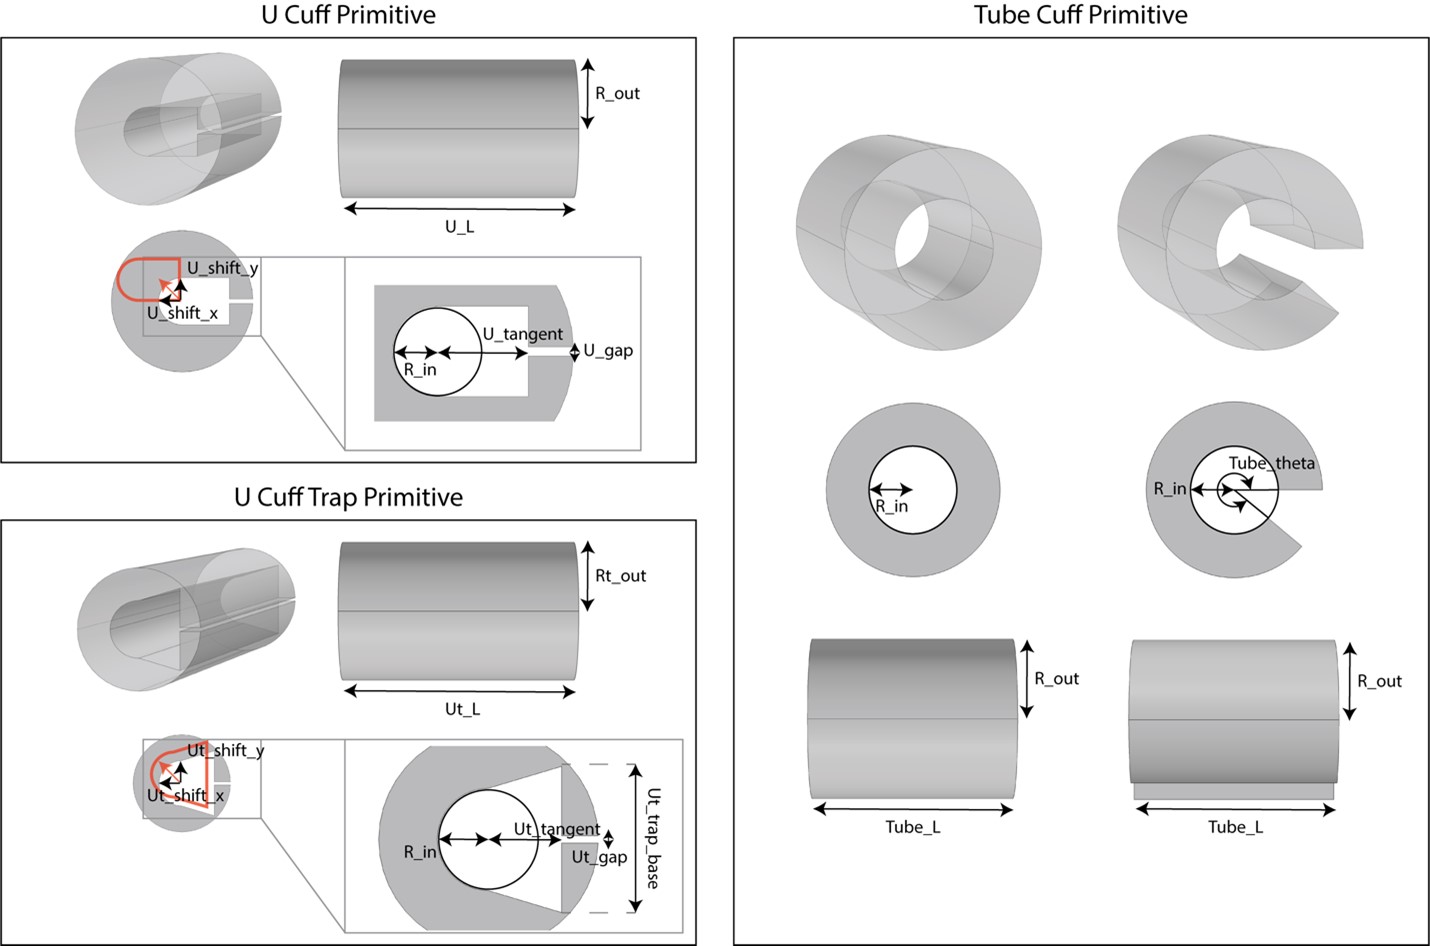 U Cuff Primitive
R_out
U_L
U_shift_y
U_shift_x
U_tangent
R_in
U_gap
U Cuff Trap Primitive
Rt_out
Ut_L
Ut_shift_y
Ut_shift_x
Ut_tangent
R_in
Ut_gap
Ut_trap_base
Tube Cuff Primitive
R_in
Tube_theta
R_in
R_out
Tube_L
R_out
Tube_L